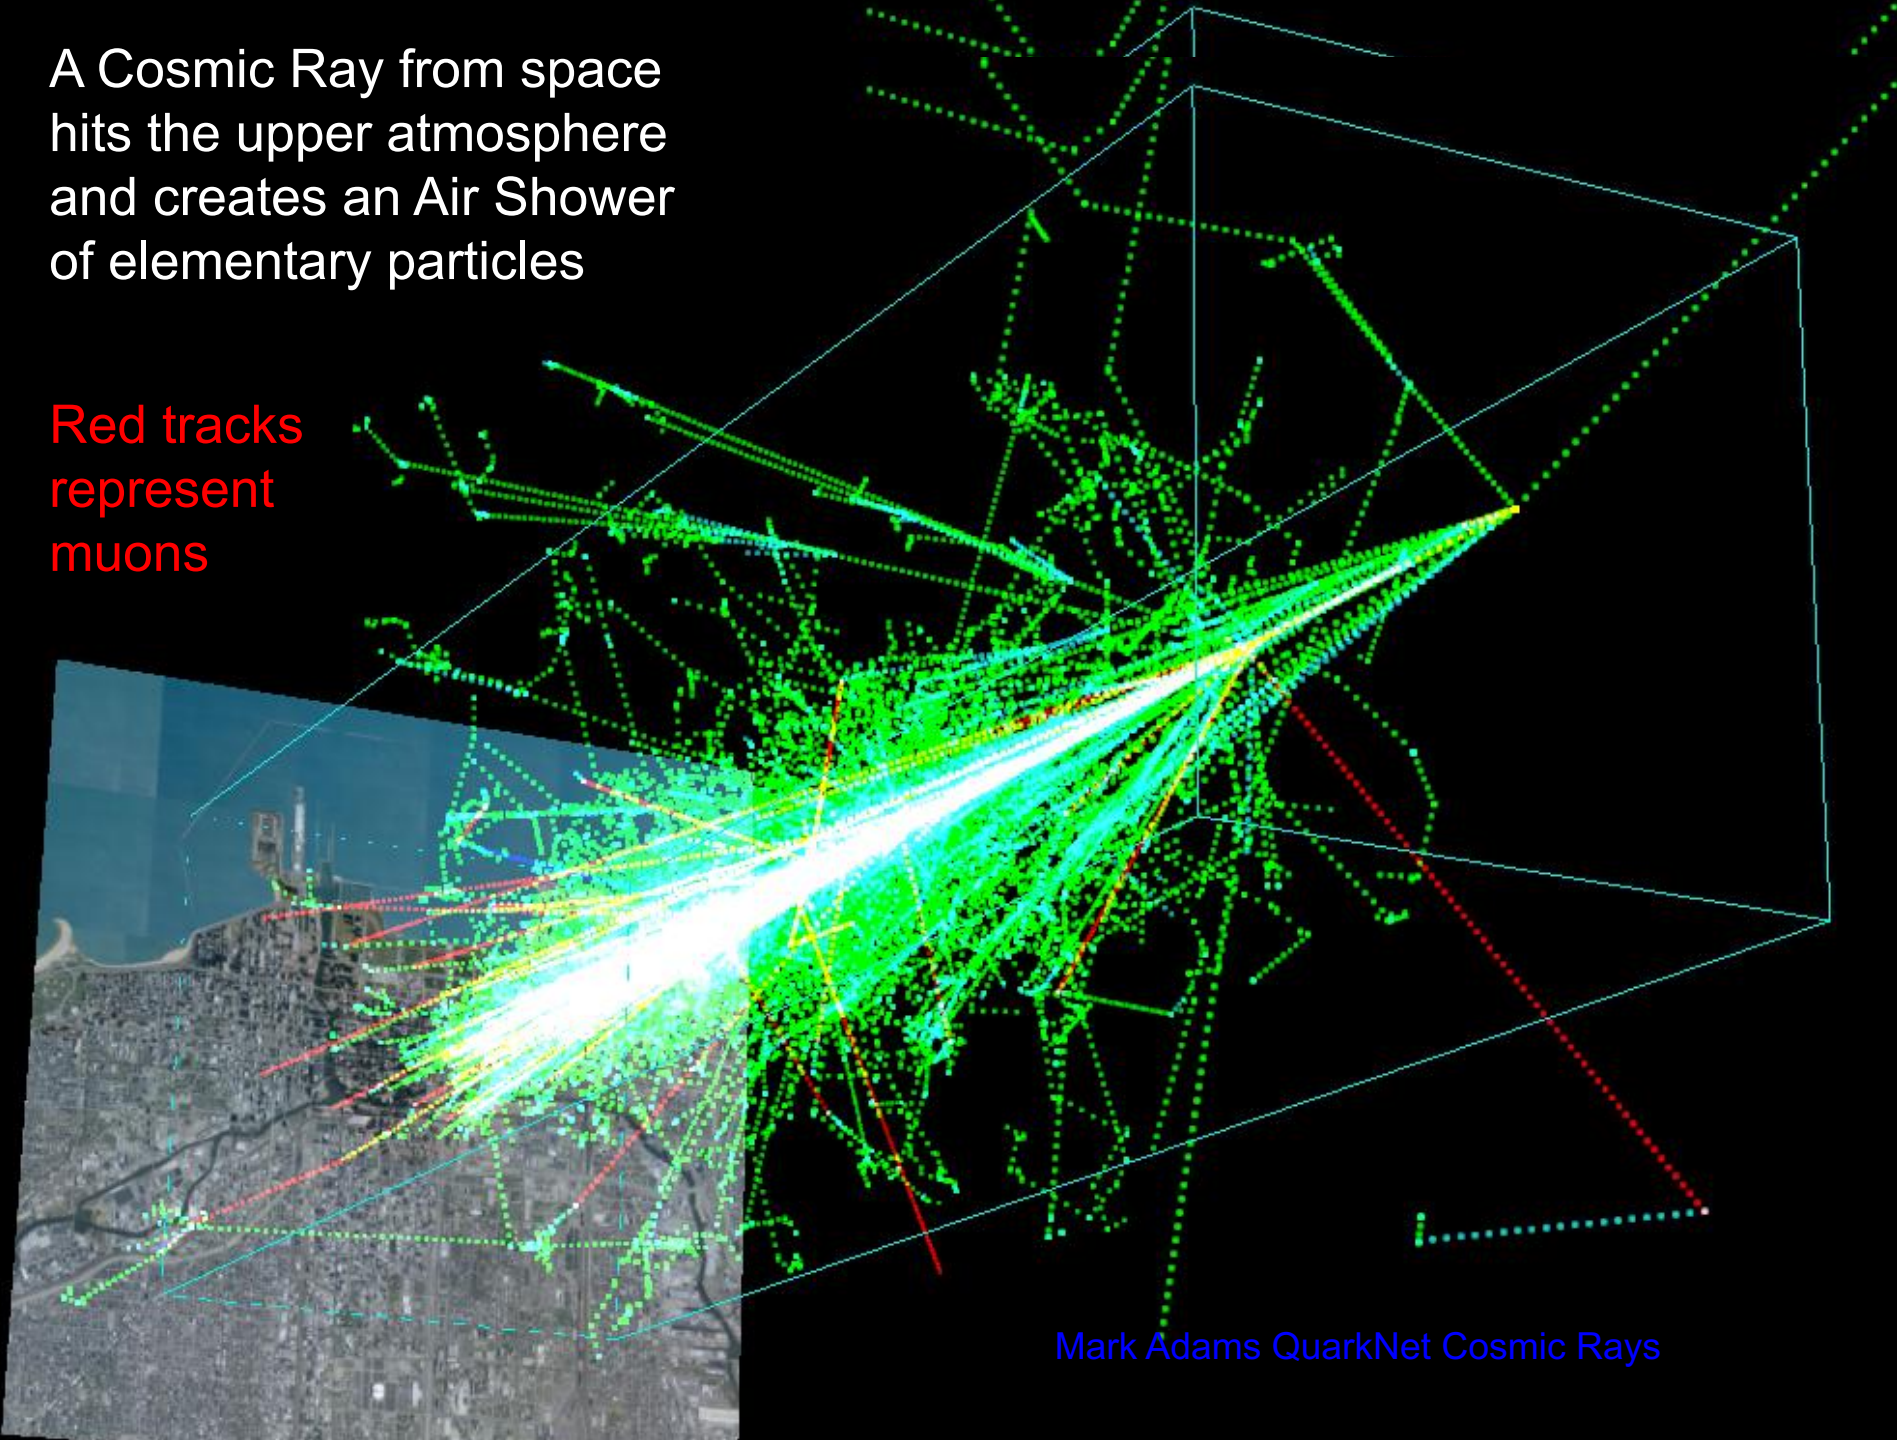 A Cosmic Ray from space
hits the upper atmosphere
and creates an Air Shower
of elementary particles
Red tracks
represent
muons
Mark Adams QuarkNet Cosmic Rays